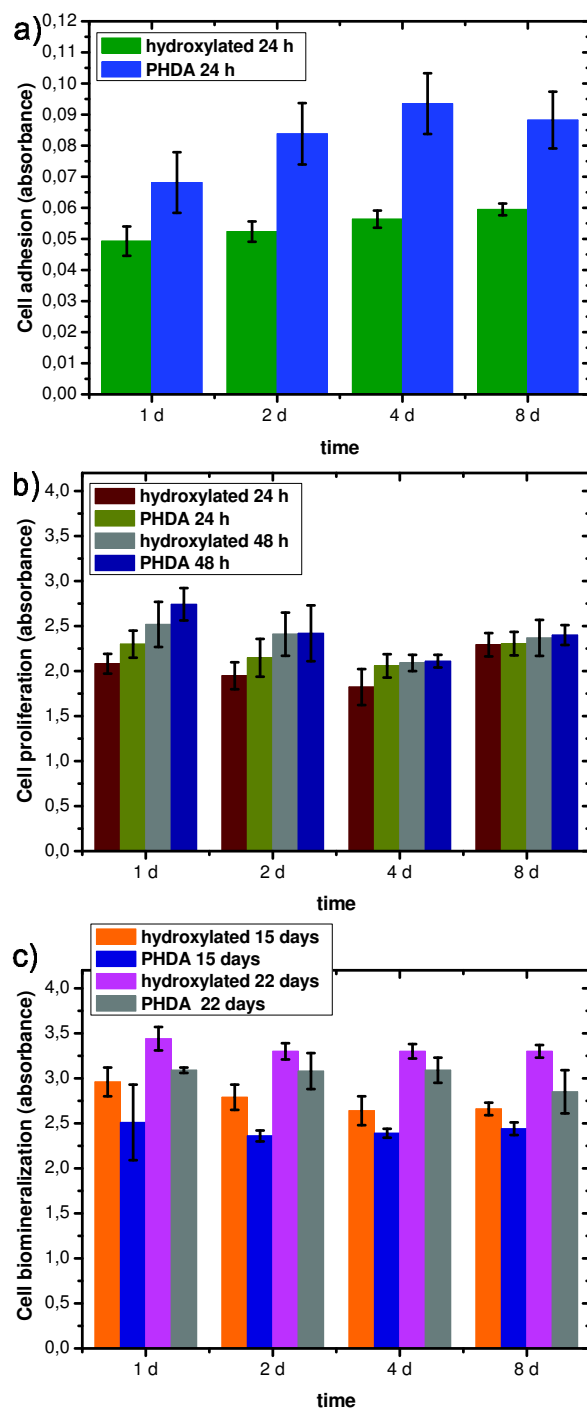 a)
0,12
0,11
0,10
0,09
0,08
0,07
0,06
0,05
0,04
0,03
0,02
0,01
0,00
Cell adhesion (absorbance)
hydroxylated 24 h
PHDA 24 h
1 d 2 d 4 d 8 d
time
b)
4,0
3,5
3,0
2,5
2,0
1,5
1,0
0,5
0,0
Cell proliferation (absorbance)
hydroxylated 24 h
PHDA 24 h
hydroxylated 48 h
PHDA 48 h
1 d 2 d 4 d 8 d
time
c)
4,0
3,5
3,0
2,5
2,0
1,5
1,0
0,5
0,0
Cell biomineralization (absorbance)
hydroxylated 15 days
PHDA 15 days
hydroxylated 22 days
PHDA 22 days
1 d 2 d 4 d 8 d
time